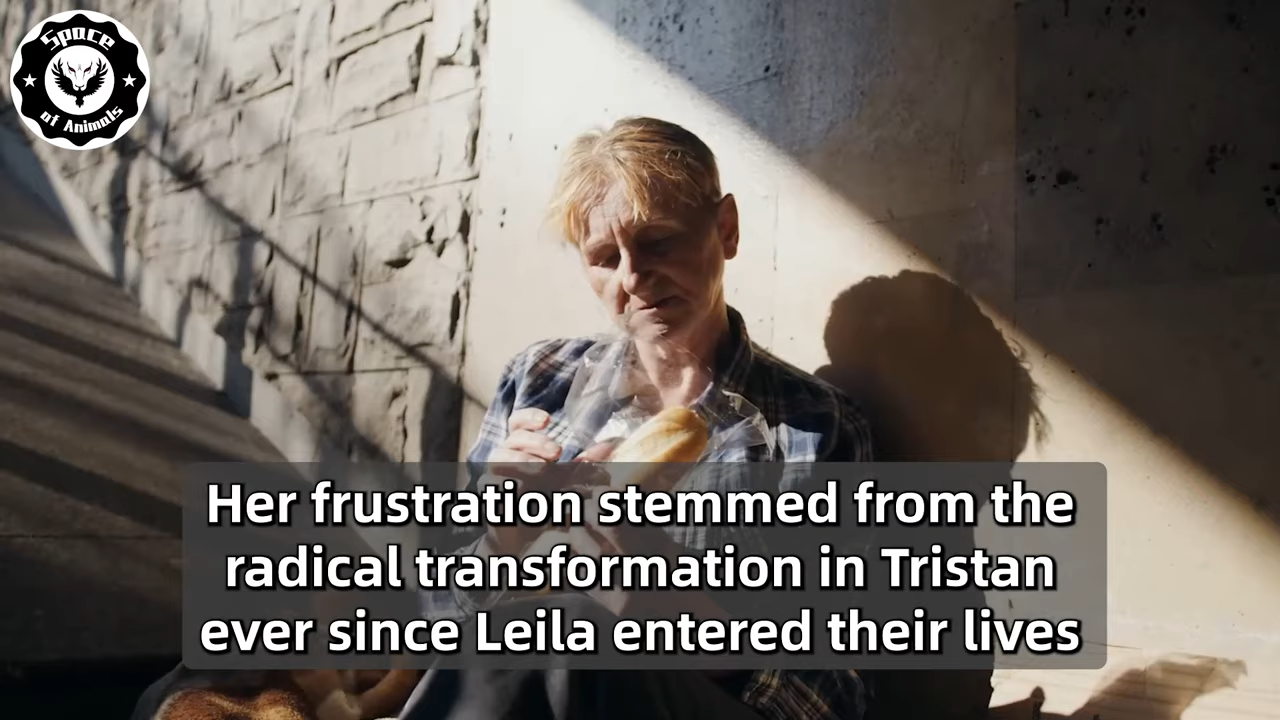 Space
of Animals
Her frustration stemmed from the
radical transformation in Tristan
ever since Leila entered their lives